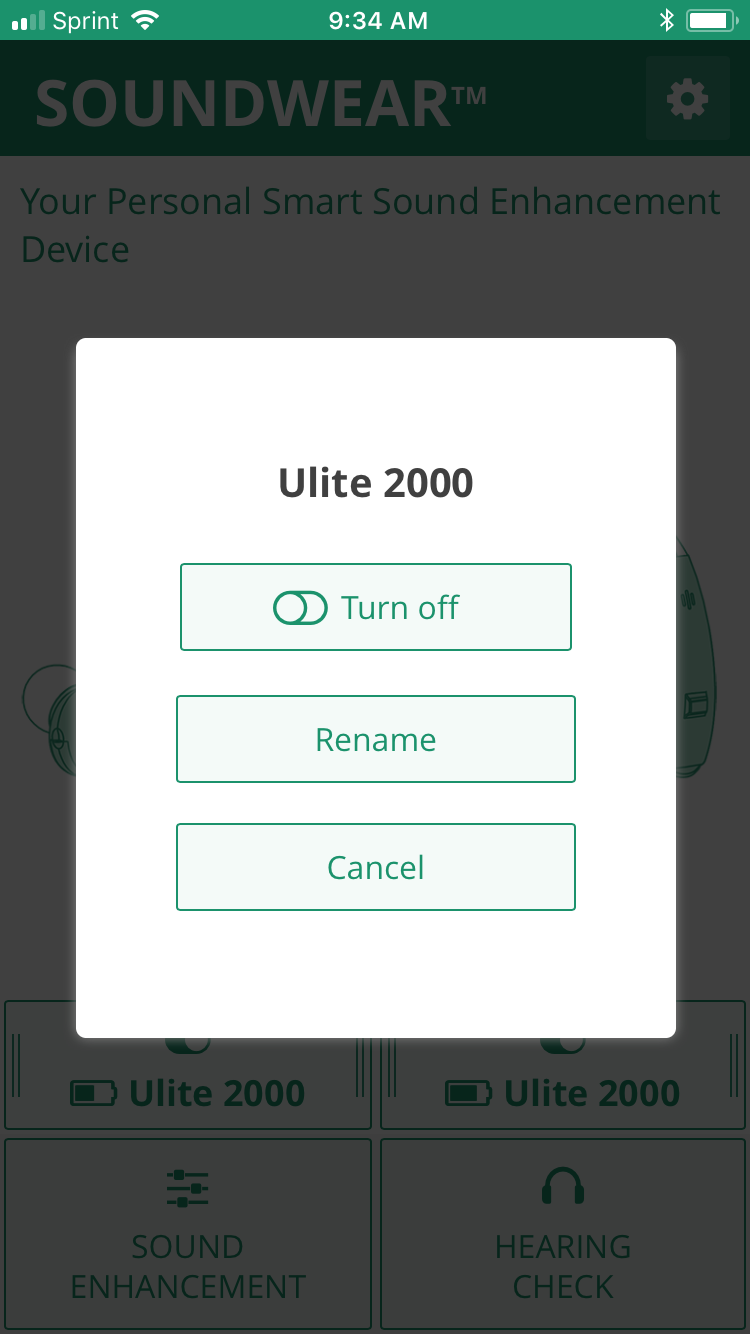 Sprint 9:34 AM
SOUNDWEAR™
Your Personal Smart Sound Enhancement
Device
Ulite 2000
Turn off
Rename
Cancel
Ulite 2000 Ulite 2000
SOUND
ENHANCEMENT
HEARING
CHECK